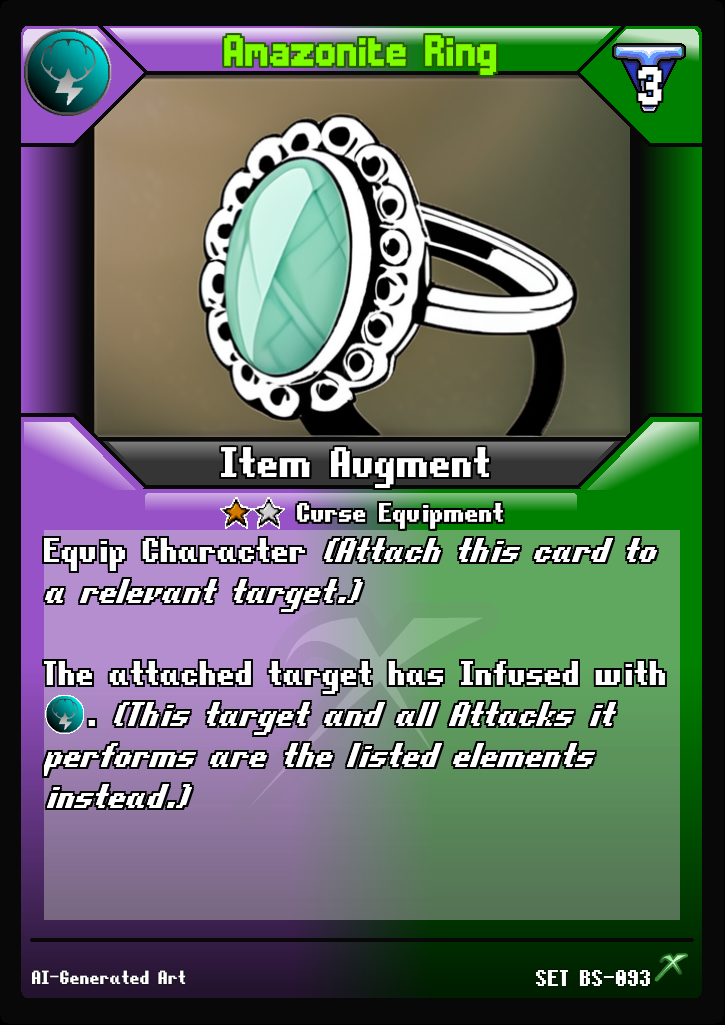 Amazonite Ring
3
Item Augment
Curse Equipment
Equip Character (Attach this card to
a relevant target.)
The attached target has Infused with
. (This target and all Attacks it
performs are the listed elements
instead.)
AI-Generated Art
SET BS-093